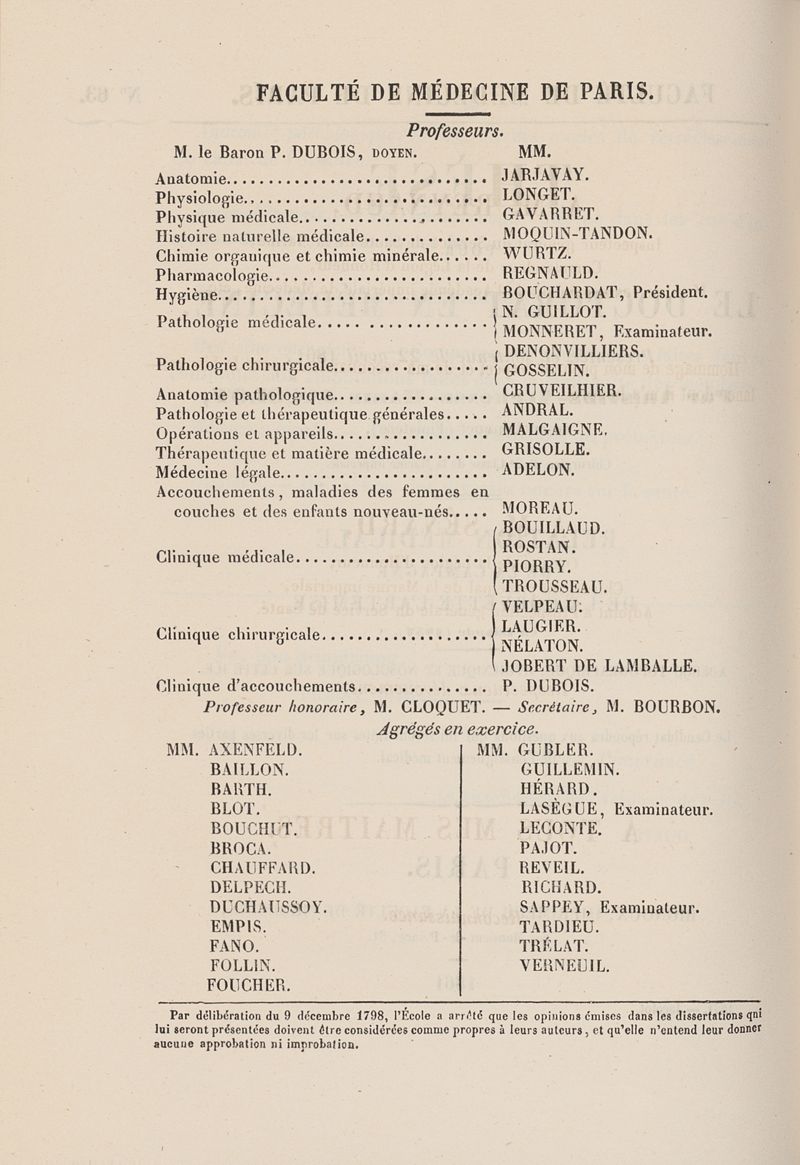 FACULTÉ DE MÉDECINE DE PARIS.
Professeurs.
M. le Baron P. DUBOIS, DOYEN. MM.
Anatomie.............................. JARJAVAY.
Physiologie............................ LONGET.
Physique médicale...................... GAVARRET.
Histoire naturelle médicale.............. MOQUIN-TANDON.
Chimie organique et chimie minérale...... WURTZ.
Pharmacologie.......................... REGNAULD.
Hygiène............................... BOUCHARDAT, Président.
Pathologie médicale..................... { N. GUILLOT.
MONNERET, Examinateur.
Pathologie chirurgicale................... { DENONVILLIERS.
GOSSELIN.
Anatomie pathologique.................. CRUVEILHIER.
Pathologie et thérapeutique générales..... ANDRAL.
Opérations et appareils.................. MALGAIGNE.
Thérapeutique et matière médicale........ GRISOLLE.
Médecine légale........................ ADELON.
Accouchements, maladies des femmes en
couches et des enfants nouveau-nés..... MOREAU.
Clinique médicale....................... { BOUILLAUD.
ROSTAN.
PIORRY.
TROUSSEAU.
Clinique chirurgicale.................... { VELPEAU.
LAUGIER.
NÉLATON.
JOBERT DE LAMBALLE.
Clinique d'accouchements............... P. DUBOIS.
Professeur honoraire, M. CLOQUET. — Secrétaire, M. BOURBON.
Agrégés en exercice.
MM. AXENFELD.
BAILLON.
BARTH.
BLOT.
BOUCHUT.
BROCA.
CHAUFFARD.
DELPECH.
DUCHAUSSOY.
EMPIS.
FANO.
FOLLIN.
FOUCHER.
MM. GUBLER.
GUILLEMIN.
HÉRARD.
LASÈGUE, Examinateur.
LECONTE.
PAJOT.
REVEIL.
RICHARD.
SAPPEY, Examinateur.
TARDIEU.
TRÉLAT.
VERNEUIL.
Par délibération du 9 décembre 1798, l'École a arrêté que les opinions émises dans les dissertations qui
lui seront présentées doivent être considérées comme propres à leurs auteurs, et qu'elle n'entend leur donner
aucune approbation ni improbation.